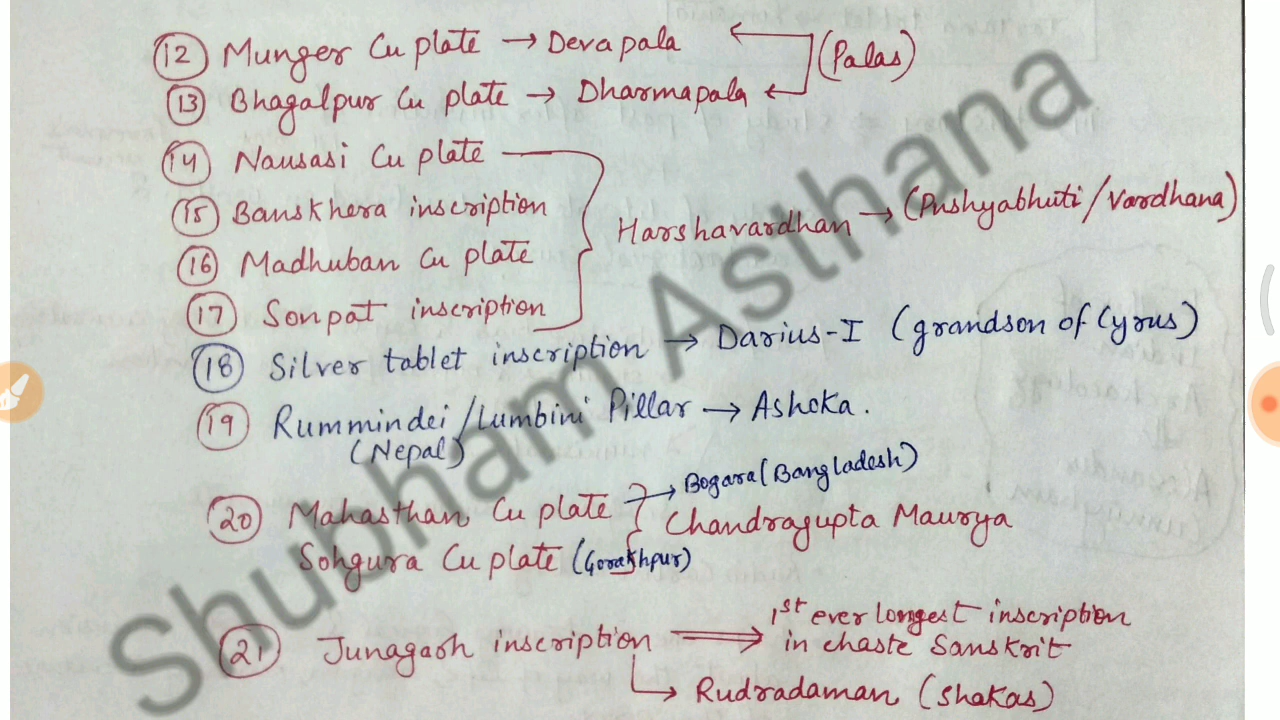 (12) Munger Cu plate → Devapala (Palas)
(13) Bhagalpur Cu plate → Dharmapala
(14) Nausasi Cu plate
(15) Banskhera inscription
Harshavardhan → (Pushyabhuti/Vardhana)
(16) Madhuban Cu plate
(17) Sonpat inscription
(18) Silver tablet inscription → Darius-I (grandson of Cyrus)
(19) Rummindei/Lumbini Pillar → Ashoka.
(Nepal)
→ Bogara (Bangladesh)
(20) Mahasthan Cu plate
Chandragupta Maurya
Sohgura Cu plate (Gorakhpur)
1st ever longest inscription
(21) Junagarh inscription ⇒ in chaste Sanskrit
→ Rudradaman (Shakas)
Shubham Asthana